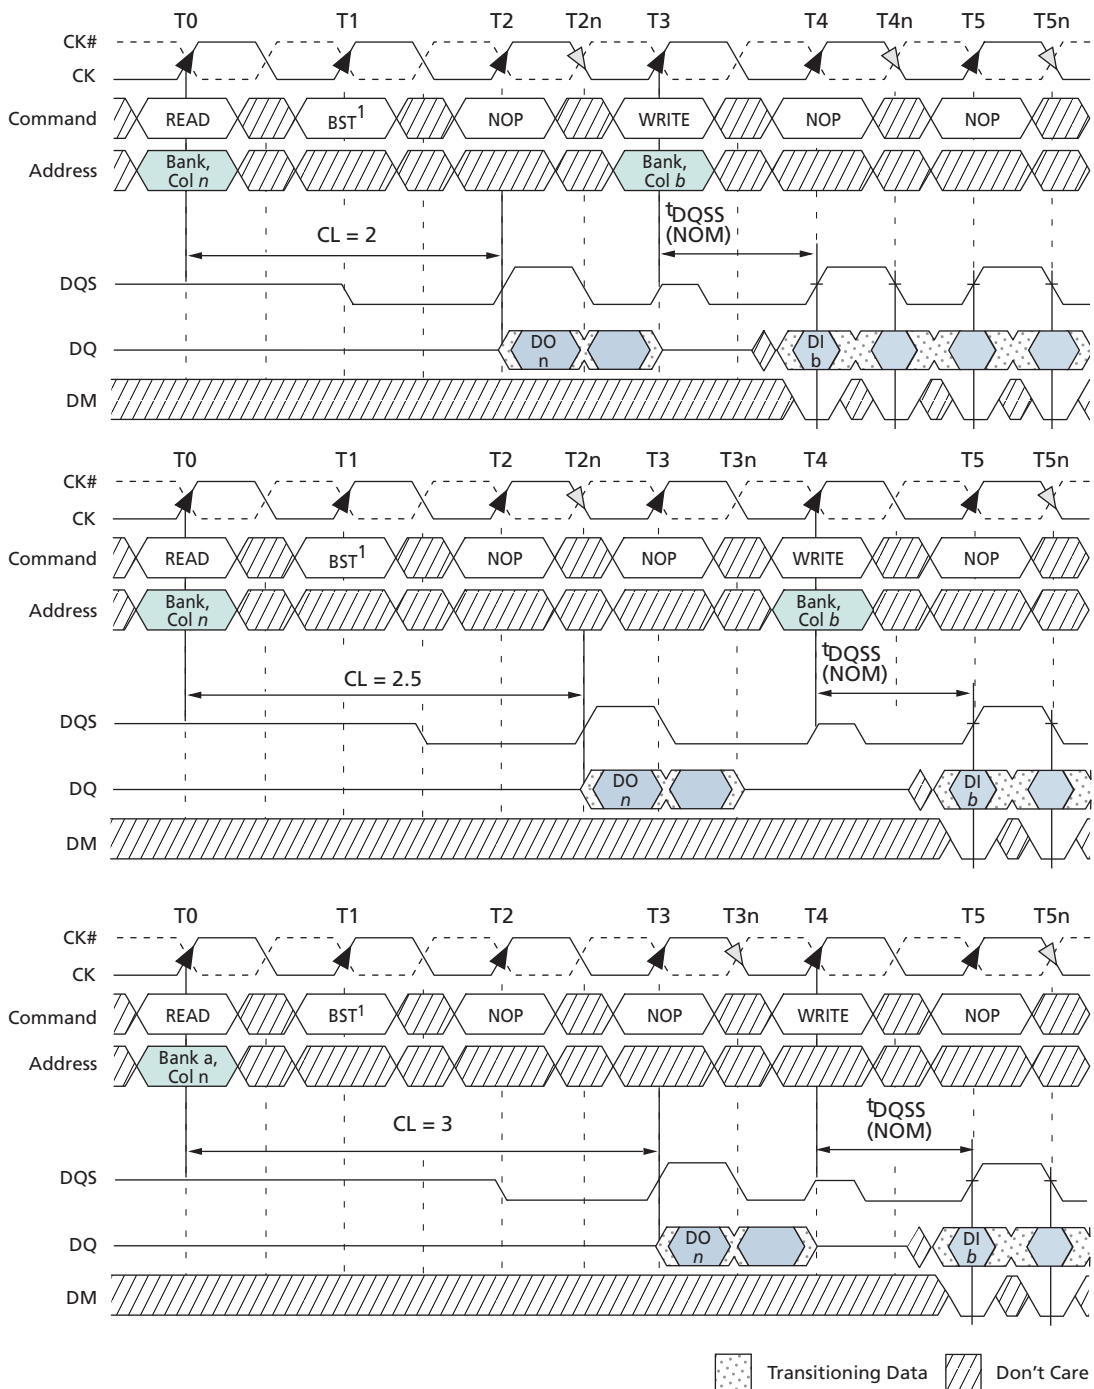 T0 T1 T2 T2n T3 T4 T4n T5 T5n
CK#
CK
Command READ BST¹ NOP WRITE NOP NOP
Address Bank, Col n Bank, Col b
CL = 2 tDQSS (NOM)
DQS
DQ DO n DI b
DM
T0 T1 T2 T2n T3 T3n T4 T5 T5n
CK#
CK
Command READ BST¹ NOP NOP WRITE NOP
Address Bank, Col n Bank, Col b
CL = 2.5 tDQSS (NOM)
DQS
DQ DO n DI b
DM
T0 T1 T2 T3 T3n T4 T5 T5n
CK#
CK
Command READ BST¹ NOP NOP WRITE NOP
Address Bank a, Col n
CL = 3 tDQSS (NOM)
DQS
DQ DO n DI b
DM
Transitioning Data Don't Care